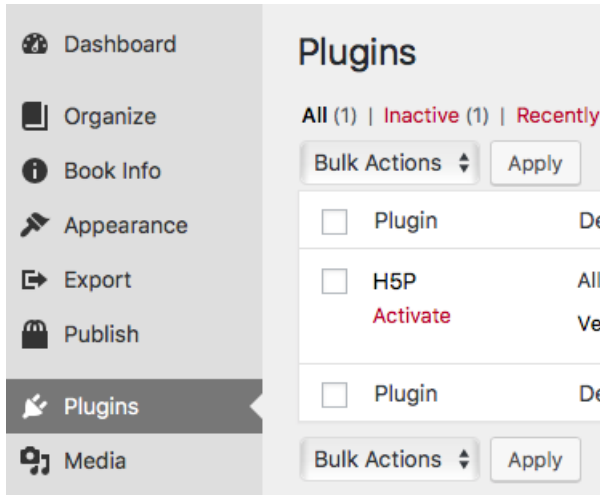 Dashboard
Organize
Book Info
Appearance
Export
Publish
Plugins
Media
Plugins
All (1) | Inactive (1) | Recently
Bulk Actions Apply
Plugin
H5P All
Activate
Plugin
Bulk Actions Apply